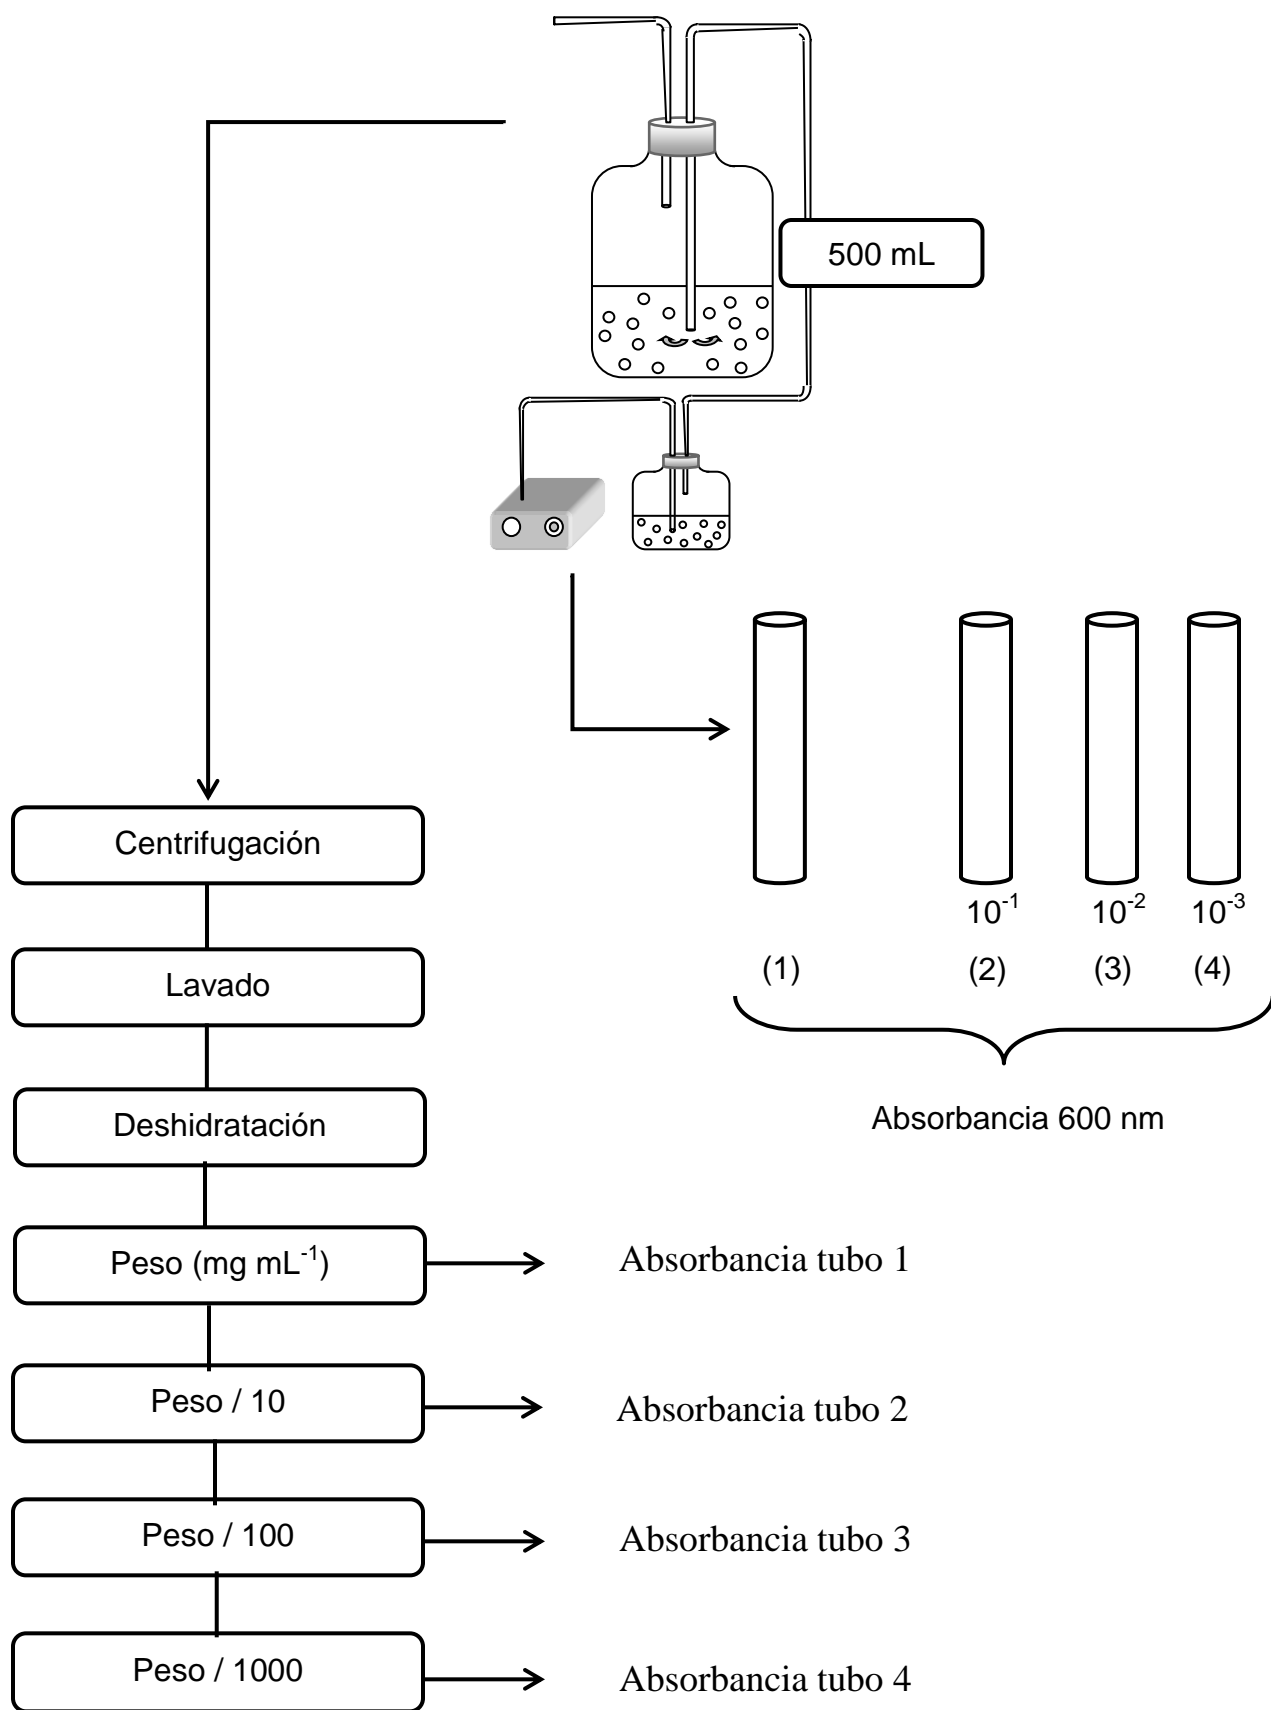 500 mL
10⁻¹ 10⁻² 10⁻³
(1) (2) (3) (4)
Absorbancia 600 nm
Centrifugación
Lavado
Deshidratación
Peso (mg mL⁻¹) Absorbancia tubo 1
Peso / 10 Absorbancia tubo 2
Peso / 100 Absorbancia tubo 3
Peso / 1000 Absorbancia tubo 4